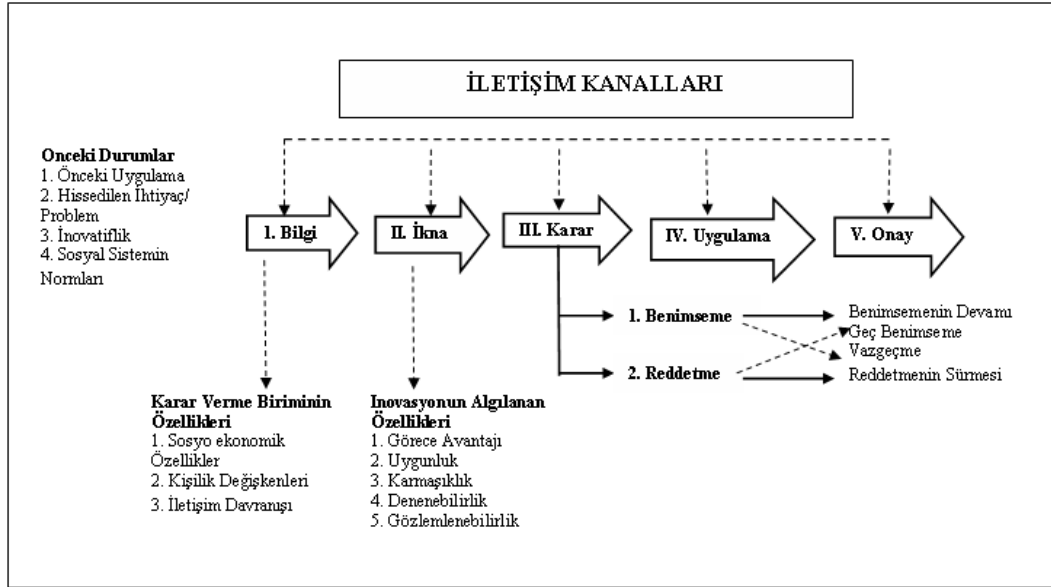 İLETİŞİM KANALLARI
Önceki Durumlar
1. Önceki Uygulama
2. Hissedilen İhtiyaç/
Problem
3. İnovatiflik
4. Sosyal Sistemin
Normları
1. Bilgi
II. İkna
III. Karar
IV. Uygulama
V. Onay
1. Benimseme
2. Reddetme
Benimsemenin Devamı
Geç Benimseme
Vazgeçme
Reddetmenin Sürmesi
Karar Verme Biriminin
Özellikleri
1. Sosyo ekonomik
Özellikler
2. Kişilik Değişkenleri
3. İletişim Davranışı
Inovasyonun Algılanan
Özellikleri
1. Görece Avantajı
2. Uygunluk
3. Karmaşıklık
4. Denenebilirlik
5. Gözlemlenebilirlik